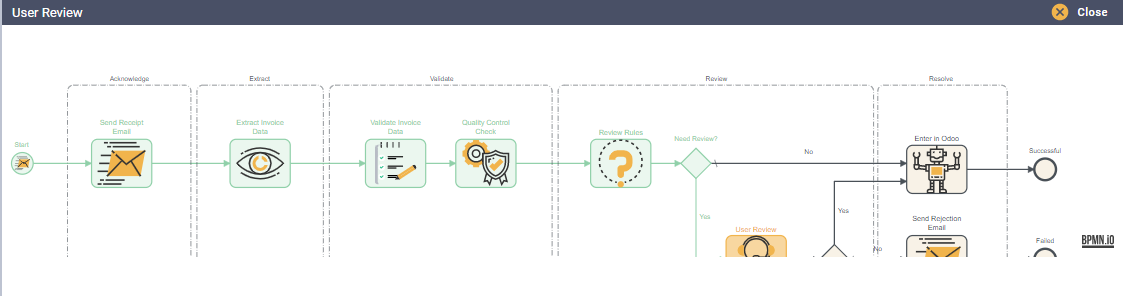 User Review
Close
Acknowledge
Extract
Validate
Review
Resolve
Start
Send Receipt
Email
Extract Invoice
Data
Validate Invoice
Data
Quality Control
Check
Review Rules
Need Review?
No
Enter in Odoo
Successful
Yes
User Review
Yes
No
Send Rejection
Email
Failed
BPMN.iO